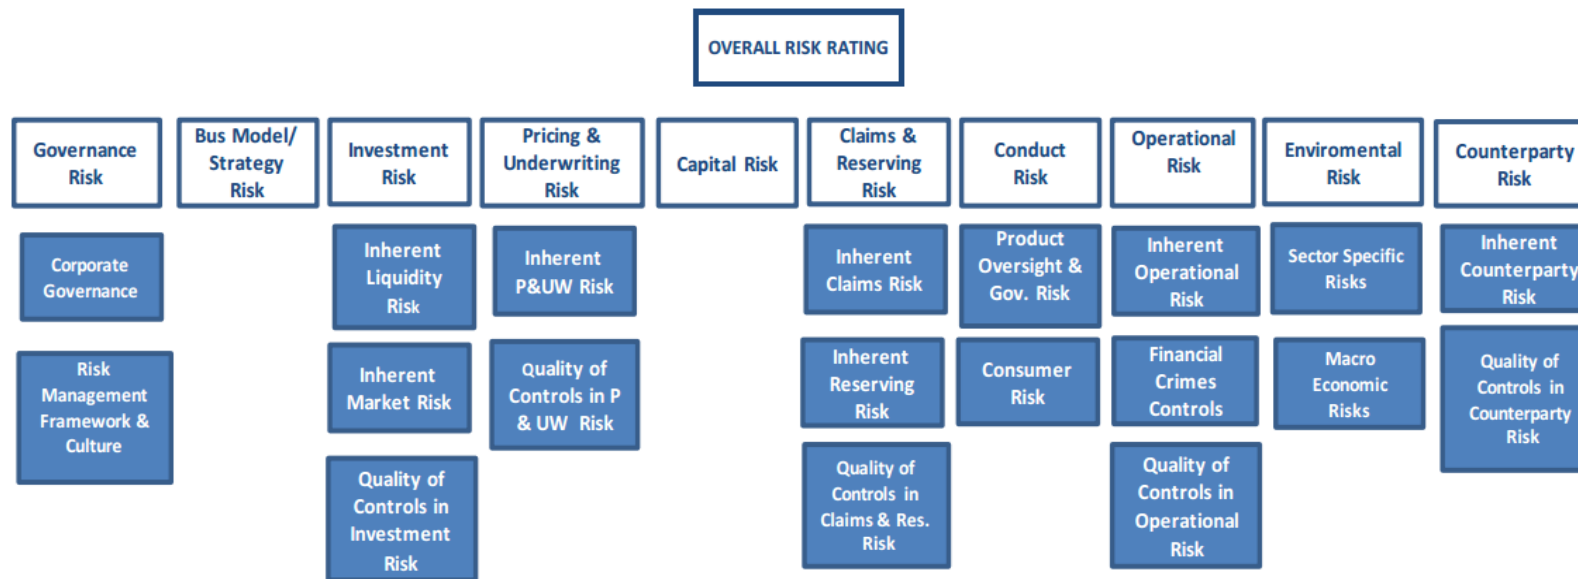 OVERALL RISK RATING
Governance
Risk
Bus Model/
Strategy
Risk
Investment
Risk
Pricing &
Underwriting
Risk
Capital Risk
Claims &
Reserving
Risk
Conduct
Risk
Operational
Risk
Enviromental
Risk
Counterparty
Risk
Corporate
Governance
Inherent
Liquidity
Risk
Inherent
P&UW Risk
Inherent
Claims Risk
Product
Oversight &
Gov. Risk
Inherent
Operational
Risk
Sector Specific
Risks
Inherent
Counterparty
Risk
Risk
Management
Framework &
Culture
Inherent
Market Risk
Quality of
Controls in P
& UW Risk
Inherent
Reserving
Risk
Consumer
Risk
Financial
Crimes
Controls
Macro
Economic
Risks
Quality of
Controls in
Counterparty
Risk
Quality of
Controls in
Investment
Risk
Quality of
Controls in
Claims & Res.
Risk
Quality of
Controls in
Operational
Risk